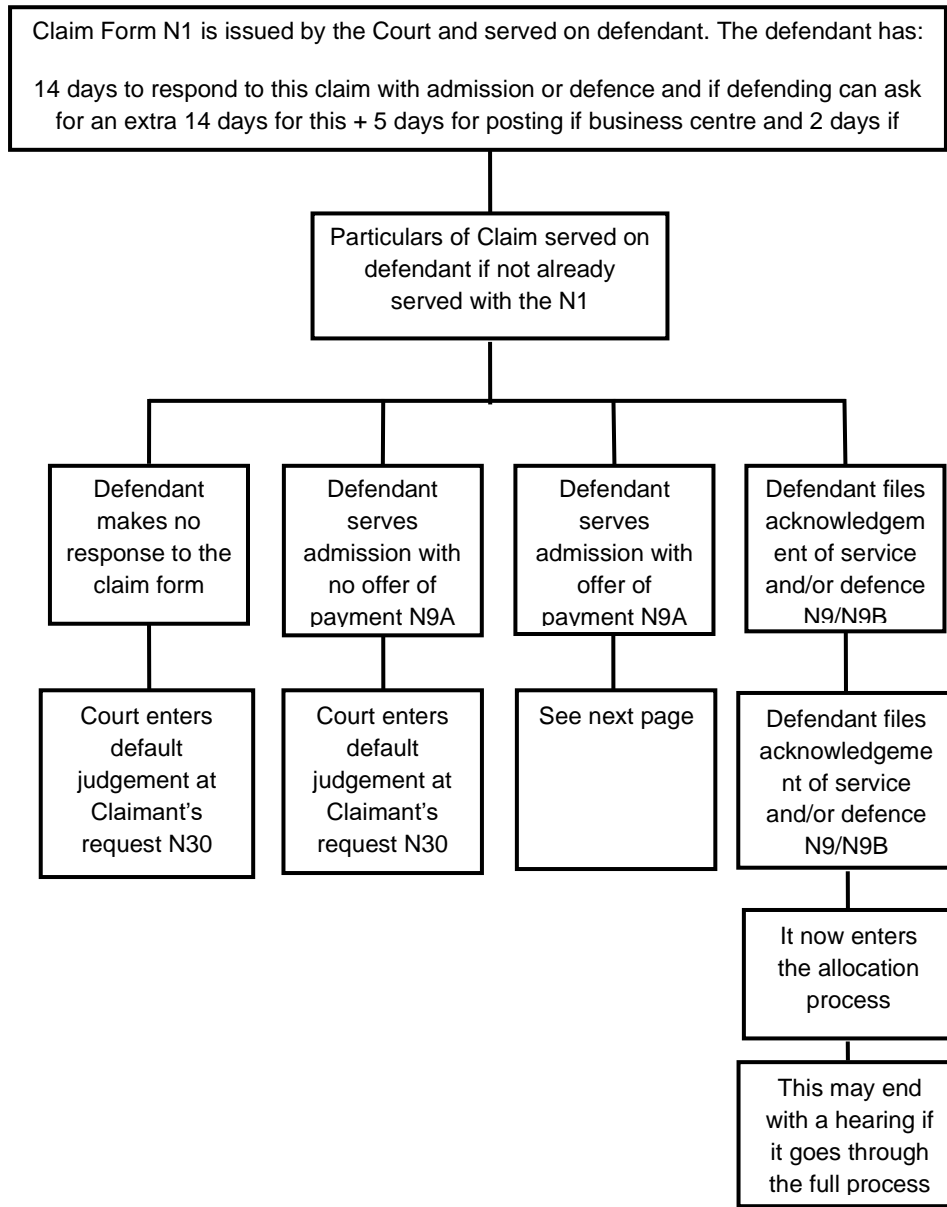 Claim Form N1 is issued by the Court and served on defendant. The defendant has:
14 days to respond to this claim with admission or defence and if defending can ask
for an extra 14 days for this + 5 days for posting if business centre and 2 days if
Particulars of Claim served on
defendant if not already
served with the N1
Defendant
makes no
response to the
claim form
Defendant
serves
admission with
no offer of
payment N9A
Defendant
serves
admission with
offer of
payment N9A
Defendant files
acknowledgem
ent of service
and/or defence
N9/N9B
Court enters
default
judgement at
Claimant's
request N30
Court enters
default
judgement at
Claimant's
request N30
See next page
Defendant files
acknowledgeme
nt of service
and/or defence
N9/N9B
It now enters
the allocation
process
This may end
with a hearing if
it goes through
the full process